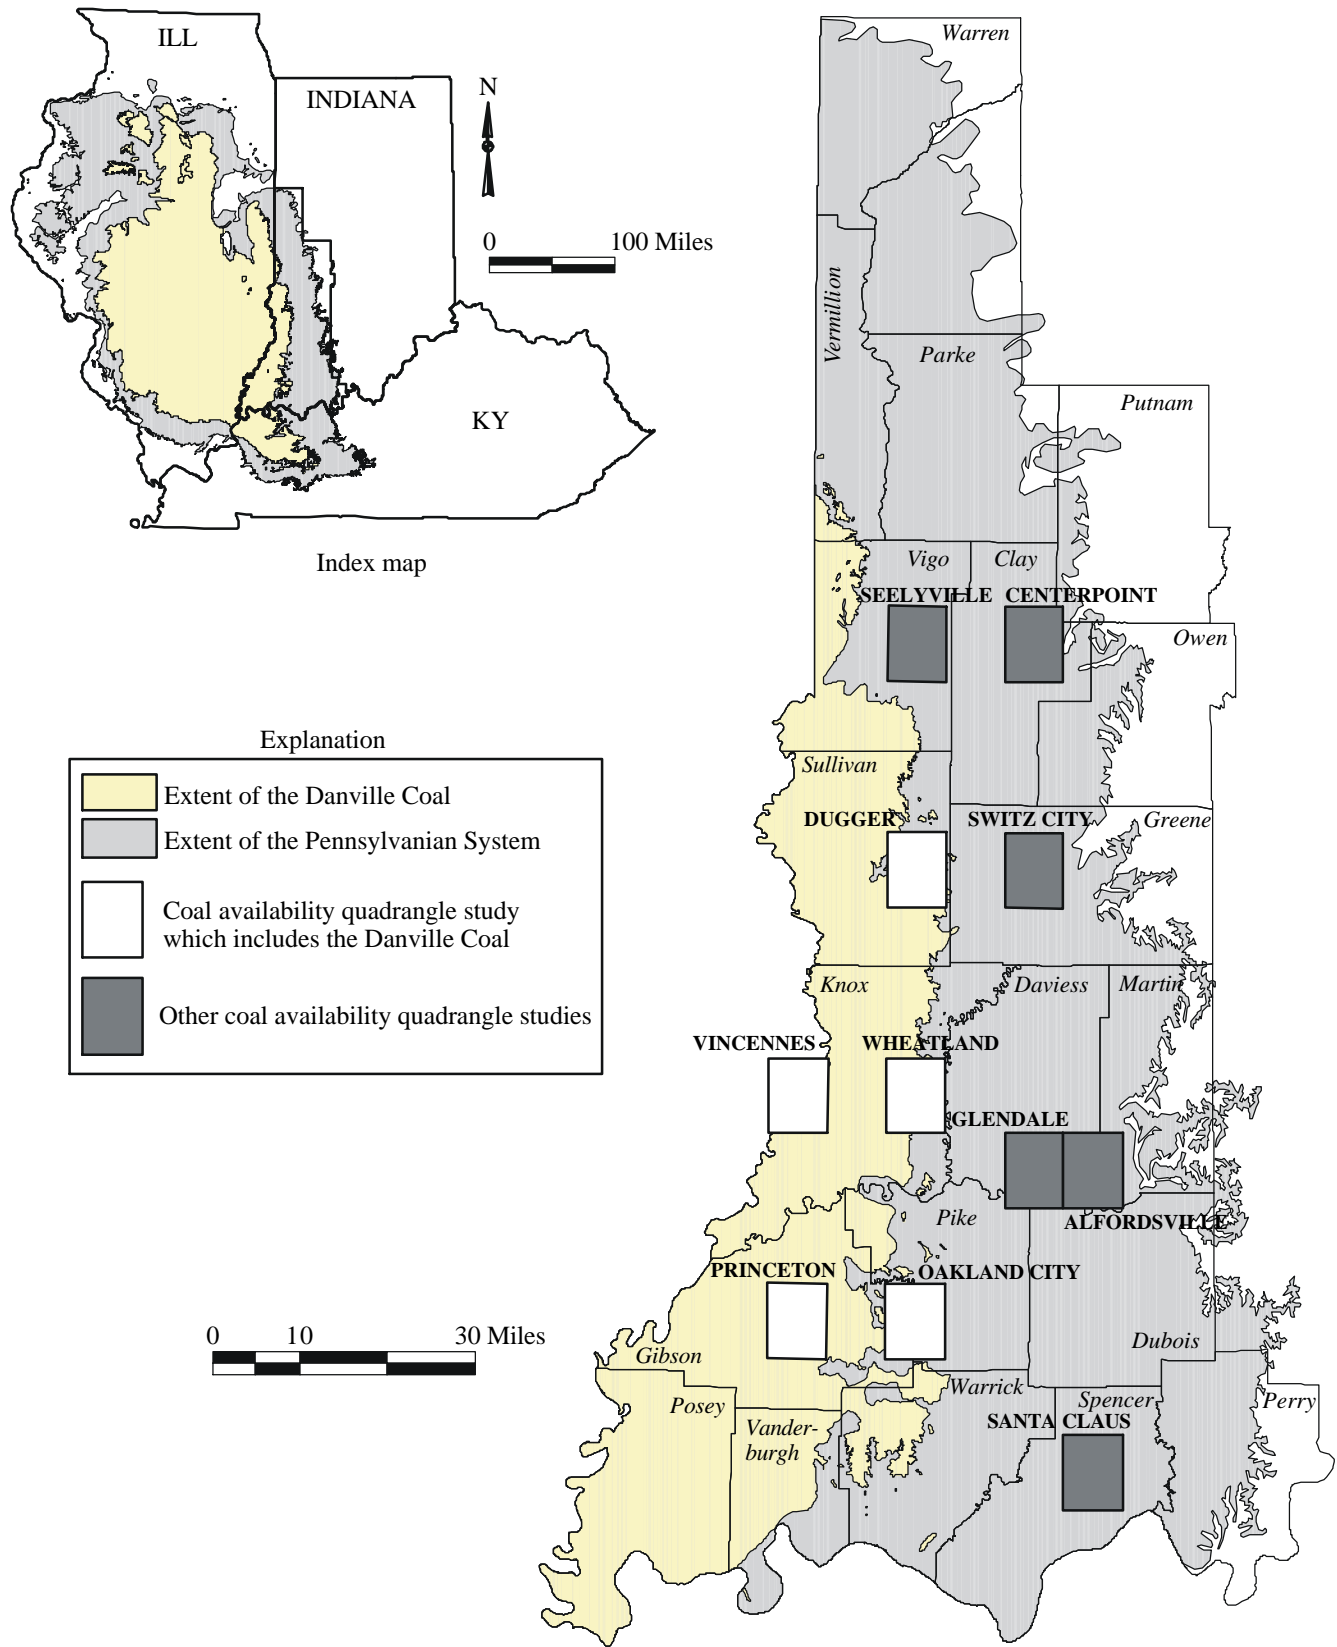 ILL
INDIANA
N
0 100 Miles
KY
Index map
Explanation
Extent of the Danville Coal
Extent of the Pennsylvanian System
Coal availability quadrangle study
which includes the Danville Coal
Other coal availability quadrangle studies
0 10 30 Miles
Warren
Vermillion
Parke
Putnam
Vigo
Clay
SEELYVILLE
CENTERPOINT
Owen
Sullivan
DUGGER
SWITZ CITY
Greene
Knox
Daviess
Martin
VINCENNES
WHEATLAND
GLENDALE
Pike
ALFORDSVILLE
PRINCETON
OAKLAND CITY
Gibson
Dubois
Posey
Warrick
Spencer
Perry
Vander-
burgh
SANTA CLAUS